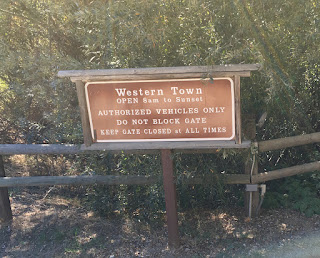 Western Town
OPEN 8am to Sunset
AUTHORIZED VEHICLES ONLY
DO NOT BLOCK GATE
KEEP GATE CLOSED at ALL TIMES